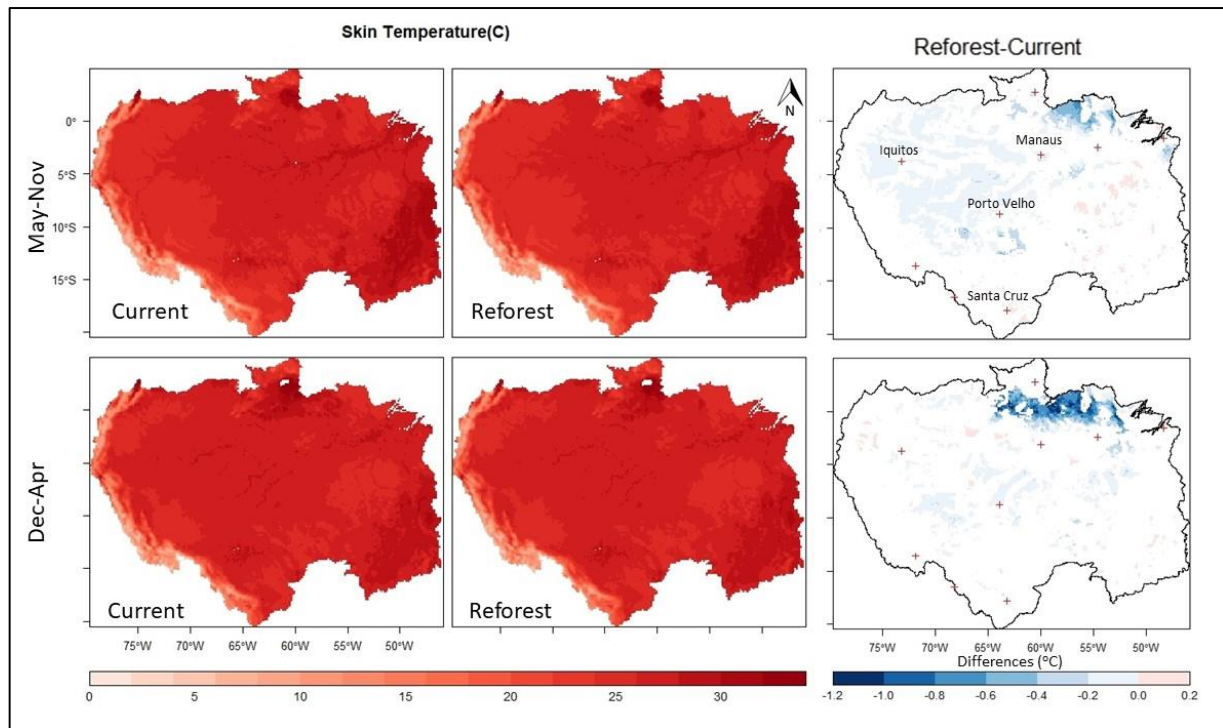 Skin Temperature(C)
Reforest-Current
N
May-Nov
0°
5°S
10°S
15°S
Current
Reforest
Iquitos
Manaus
Porto Velho
Santa Cruz
Dec-Apr
Current
Reforest
75°W 65°W 60°W 55°W 50°W
75°W 70°W 65°W 60°W 55°W 50°W
Differences (°C)
0 5 10 15 20 25 30
-1.2 -1.0 -0.8 -0.6 -0.4 -0.2 0.0 0.2